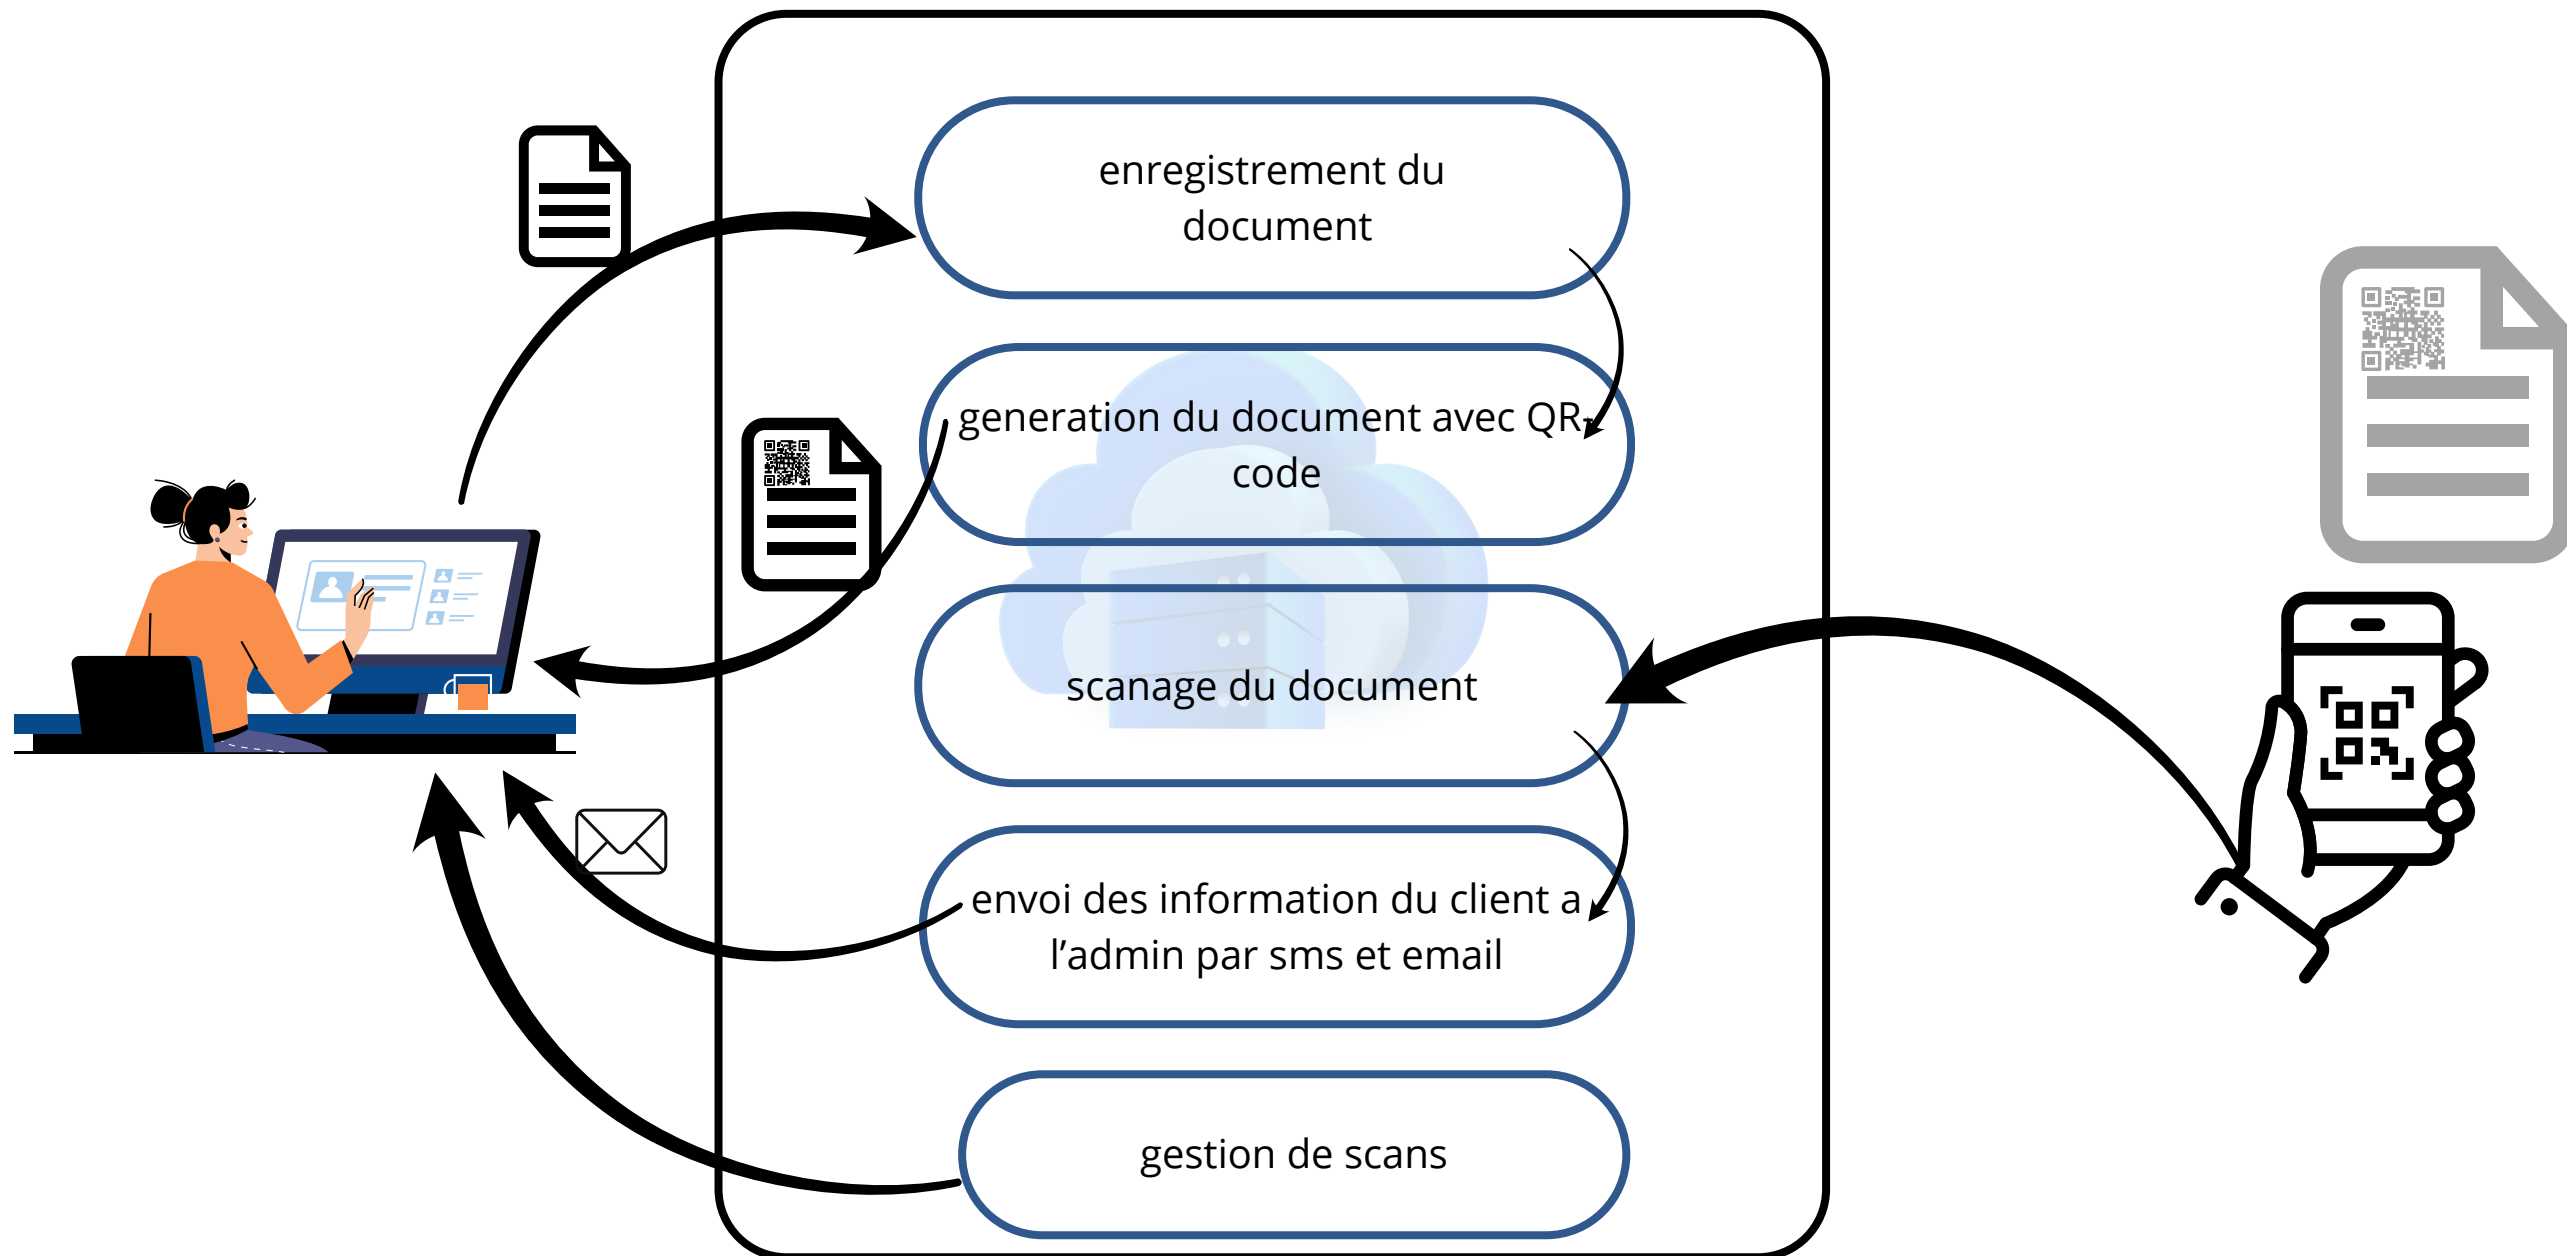 enregistrement du
document
generation du document avec QR-
code
scanage du document
envoi des information du client a
l’admin par sms et email
gestion de scans